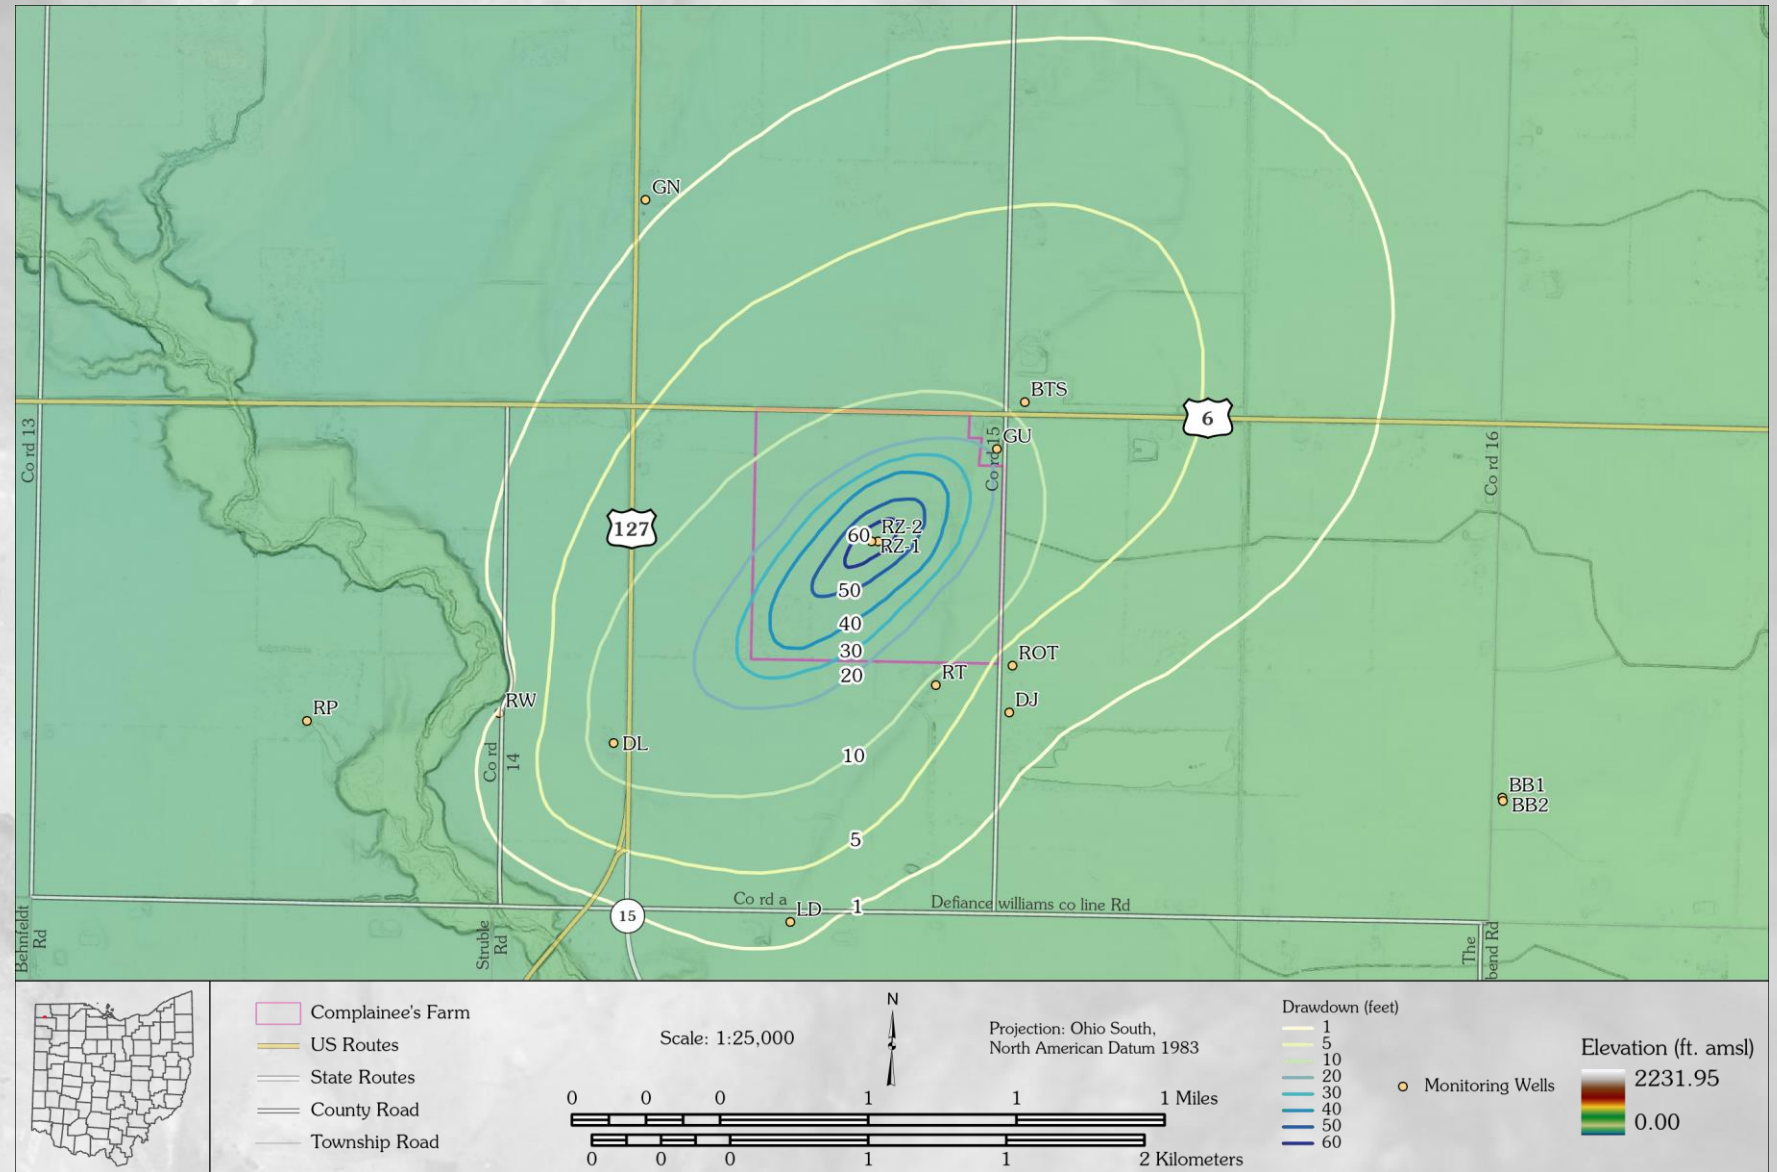 GN
BTS
6
Co rd 13
Co rd 15
GU
Co rd 16
127
RZ-2
60
RZ-1
50
40
30
20
ROT
RT
RP
RW
DJ
DL
Co rd
14
10
BB1
BB2
5
Co rd a
LD
1
Defiance williams co line Rd
15
Behnfeldt
Rd
Struble
Rd
The
bend Rd
Complainee's Farm
US Routes
State Routes
County Road
Township Road
Scale: 1:25,000
N
Projection: Ohio South,
North American Datum 1983
0 0 0 1 1 1 Miles
0 0 0 1 1 2 Kilometers
Drawdown (feet)
1
5
10
20
30
40
50
60
Monitoring Wells
Elevation (ft. amsl)
2231.95
0.00